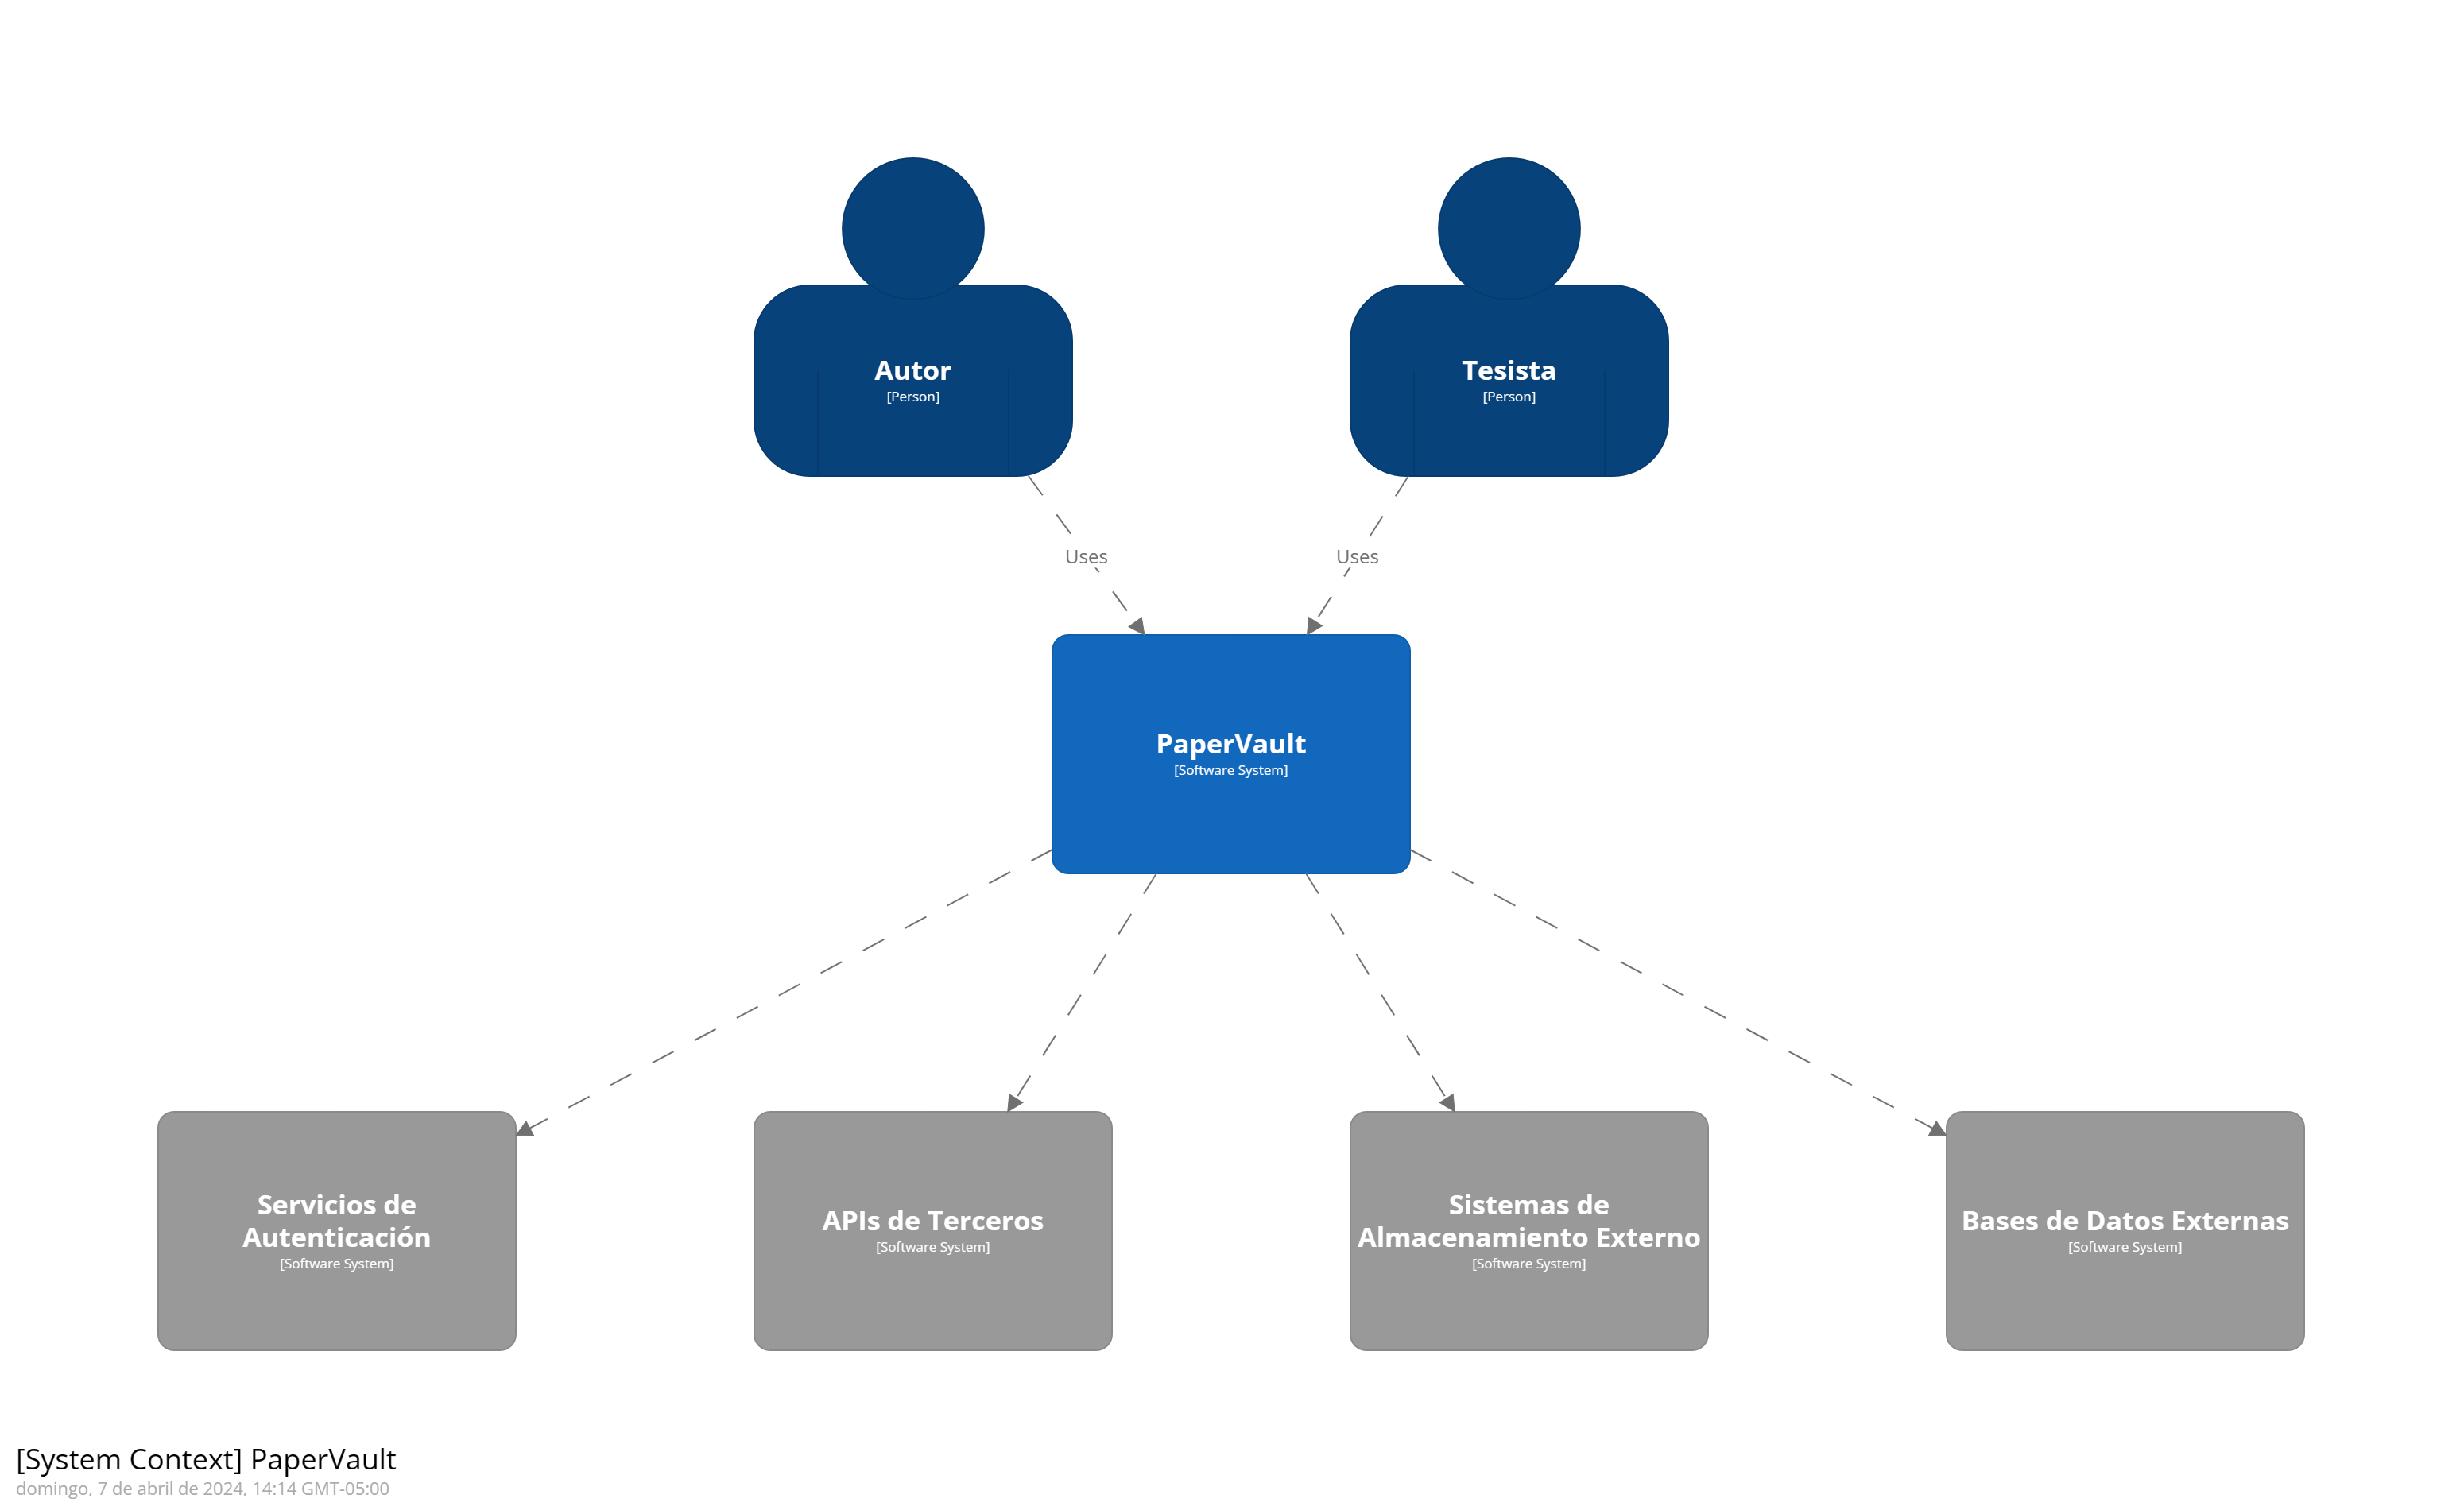 Autor
[Person]
Tesista
[Person]
Uses
Uses
PaperVault
[Software System]
Servicios de
Autenticación
[Software System]
APIs de Terceros
[Software System]
Sistemas de
Almacenamiento Externo
[Software System]
Bases de Datos Externas
[Software System]
[System Context] PaperVault
domingo, 7 de abril de 2024, 14:14 GMT-05:00